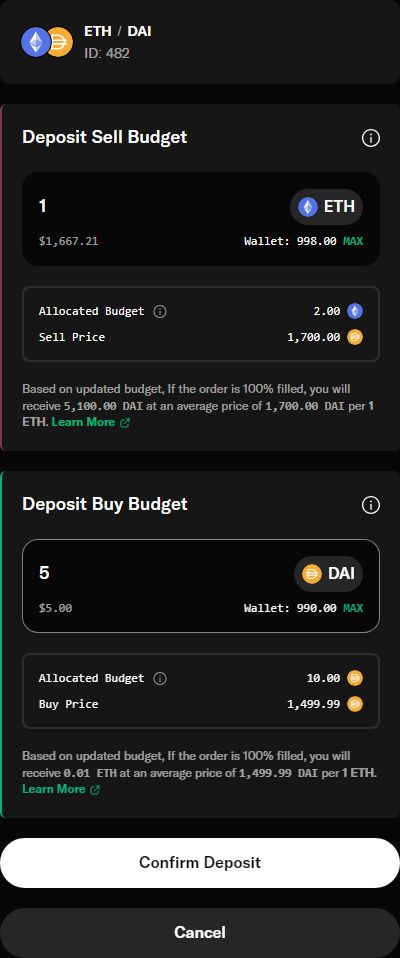 ETH / DAI
ID: 482
Deposit Sell Budget
1
ETH
$1,667.21
Wallet: 998.00 MAX
Allocated Budget
2.00
Sell Price
1,700.00
Based on updated budget, If the order is 100% filled, you will
receive 5,100.00 DAI at an average price of 1,700.00 DAI per 1
ETH. Learn More
Deposit Buy Budget
5
DAI
$5.00
Wallet: 990.00 MAX
Allocated Budget
10.00
Buy Price
1,499.99
Based on updated budget, If the order is 100% filled, you will
receive 0.01 ETH at an average price of 1,499.99 DAI per 1 ETH.
Learn More
Confirm Deposit
Cancel